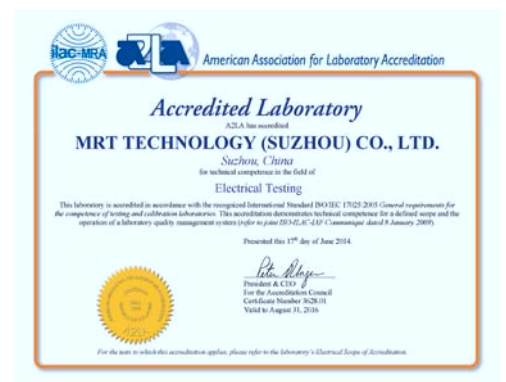 ilac-MRA
A2LA
American Association for Laboratory Accreditation
Accredited Laboratory
A2LA has accredited
MRT TECHNOLOGY (SUZHOU) CO., LTD.
Suzhou, China
for technical competence in the field of
Electrical Testing
This laboratory is accredited in accordance with the recognized International Standard ISO/IEC 17025:2005 General requirements for
the competence of testing and calibration laboratories. This accreditation demonstrates technical competence for a defined scope and the
operation of a laboratory quality management system (refer to joint ISO-ILAC-IAF Communiqué dated 8 January 2009).
Presented this 17th day of June 2014.
President & CEO
For the Accreditation Council
Certificate Number 3628.01
Valid to August 31, 2016
A2LA
For the tests to which this accreditation applies, please refer to the laboratory's Electrical Scope of Accreditation.